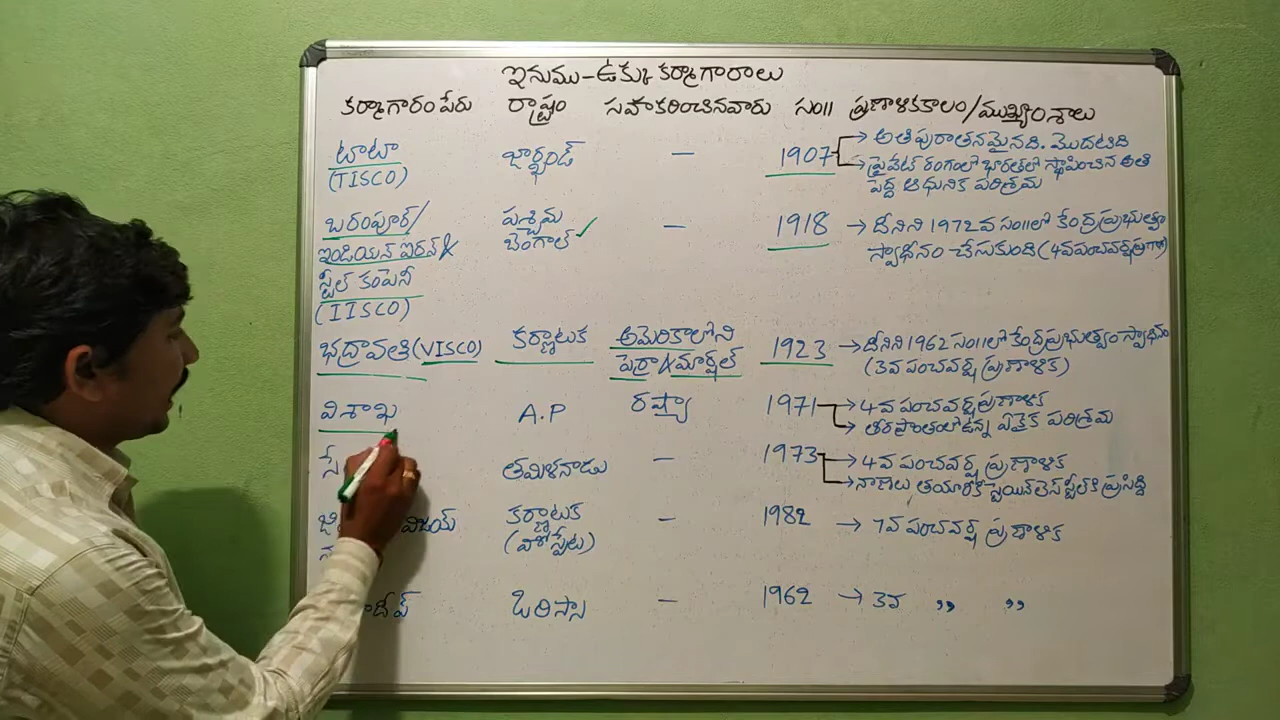 ఇనుము-ఉక్కు కర్మాగారాలు
కర్మాగారం పేరు రాష్ట్రం సహకరించినవారు సం॥ ప్రణాళికకాలం/ముఖ్యాంశాలు
టాటా జార్ఖండ్ — 1907 → అతిపురాతనమైనది. మొదటిది
(TISCO) → ప్రైవేట్ రంగంలో భారత్‌లో స్థాపించిన అతి
పెద్ద ఆధునిక పరిశ్రమ
బరంపూర్/ పశ్చిమ — 1918 → దీనిని 1972వ సం॥లో కేంద్రప్రభుత్వం
ఇండియన్ ఐరన్& బెంగాల్ ✓ స్వాధీనం చేసుకుంది(4వపంచవర్ష
స్టీల్ కంపెనీ
(IISCO)
భద్రావతి(VISCO) కర్ణాటక అమెరికాలోని 1923 → దీనిని 1962 సం॥లో కేంద్రప్రభుత్వం స్వాధీనం
పెర్రా&మార్షల్ (3వ పంచవర్ష ప్రణాళిక)
విశాఖ A.P రష్యా 1971 → 4వ పంచవర్షప్రణాళిక
→ తీరప్రాంతంలోఉన్న ఏకైక పరిశ్రమ
సే తమిళనాడు — 1973 → 4వ పంచవర్ష ప్రణాళిక
→ నాణేలు తయారీకి స్టెయిన్‌లెస్ స్టీల్‌కి ప్రసిద్ధి
విజయ్ కర్ణాటక — 1982 → 7వ పంచవర్ష ప్రణాళిక
(హోస్పేట)
ఒరిస్సా — 1962 → 3వ ,, ,,